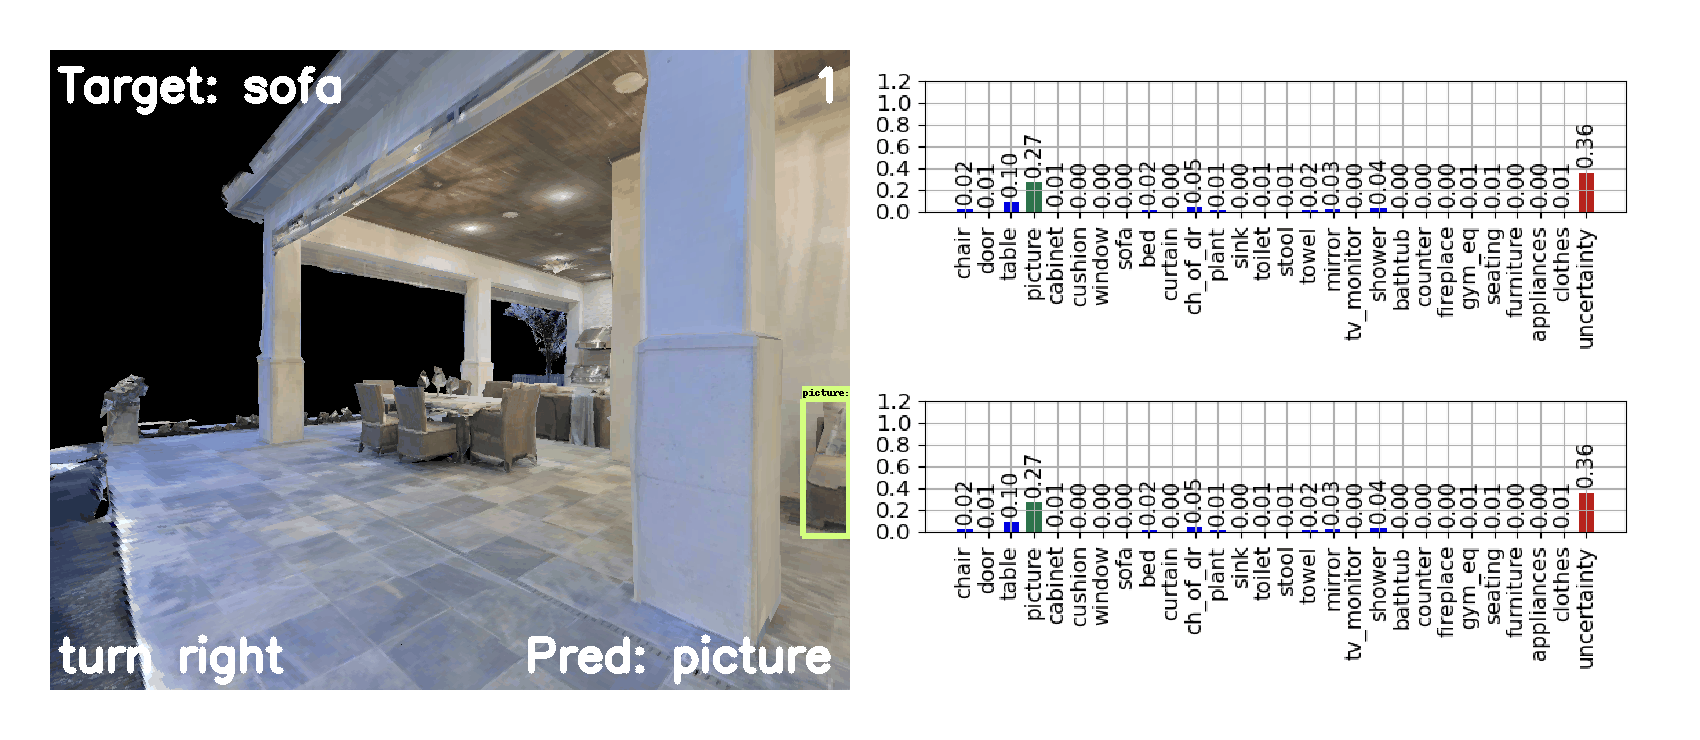 Target: sofa
1
picture:
turn right
Pred: picture
1.2
1.0
0.8
0.6
0.4
0.2
0.0
0.02
0.01
0.10
0.27
0.01
0.00
0.00
0.00
0.02
0.00
0.05
0.01
0.00
0.01
0.01
0.02
0.03
0.00
0.04
0.00
0.00
0.00
0.01
0.01
0.00
0.00
0.01
0.36
chair
door
table
picture
cabinet
cushion
window
sofa
bed
curtain
ch_of_dr
plant
sink
toilet
stool
towel
mirror
tv_monitor
shower
bathtub
counter
fireplace
gym_eq
seating
furniture
appliances
clothes
uncertainty
1.2
1.0
0.8
0.6
0.4
0.2
0.0
0.02
0.01
0.10
0.27
0.01
0.00
0.00
0.00
0.02
0.00
0.05
0.01
0.00
0.01
0.01
0.02
0.03
0.00
0.04
0.00
0.00
0.00
0.01
0.01
0.00
0.00
0.01
0.36
chair
door
table
picture
cabinet
cushion
window
sofa
bed
curtain
ch_of_dr
plant
sink
toilet
stool
towel
mirror
tv_monitor
shower
bathtub
counter
fireplace
gym_eq
seating
furniture
appliances
clothes
uncertainty